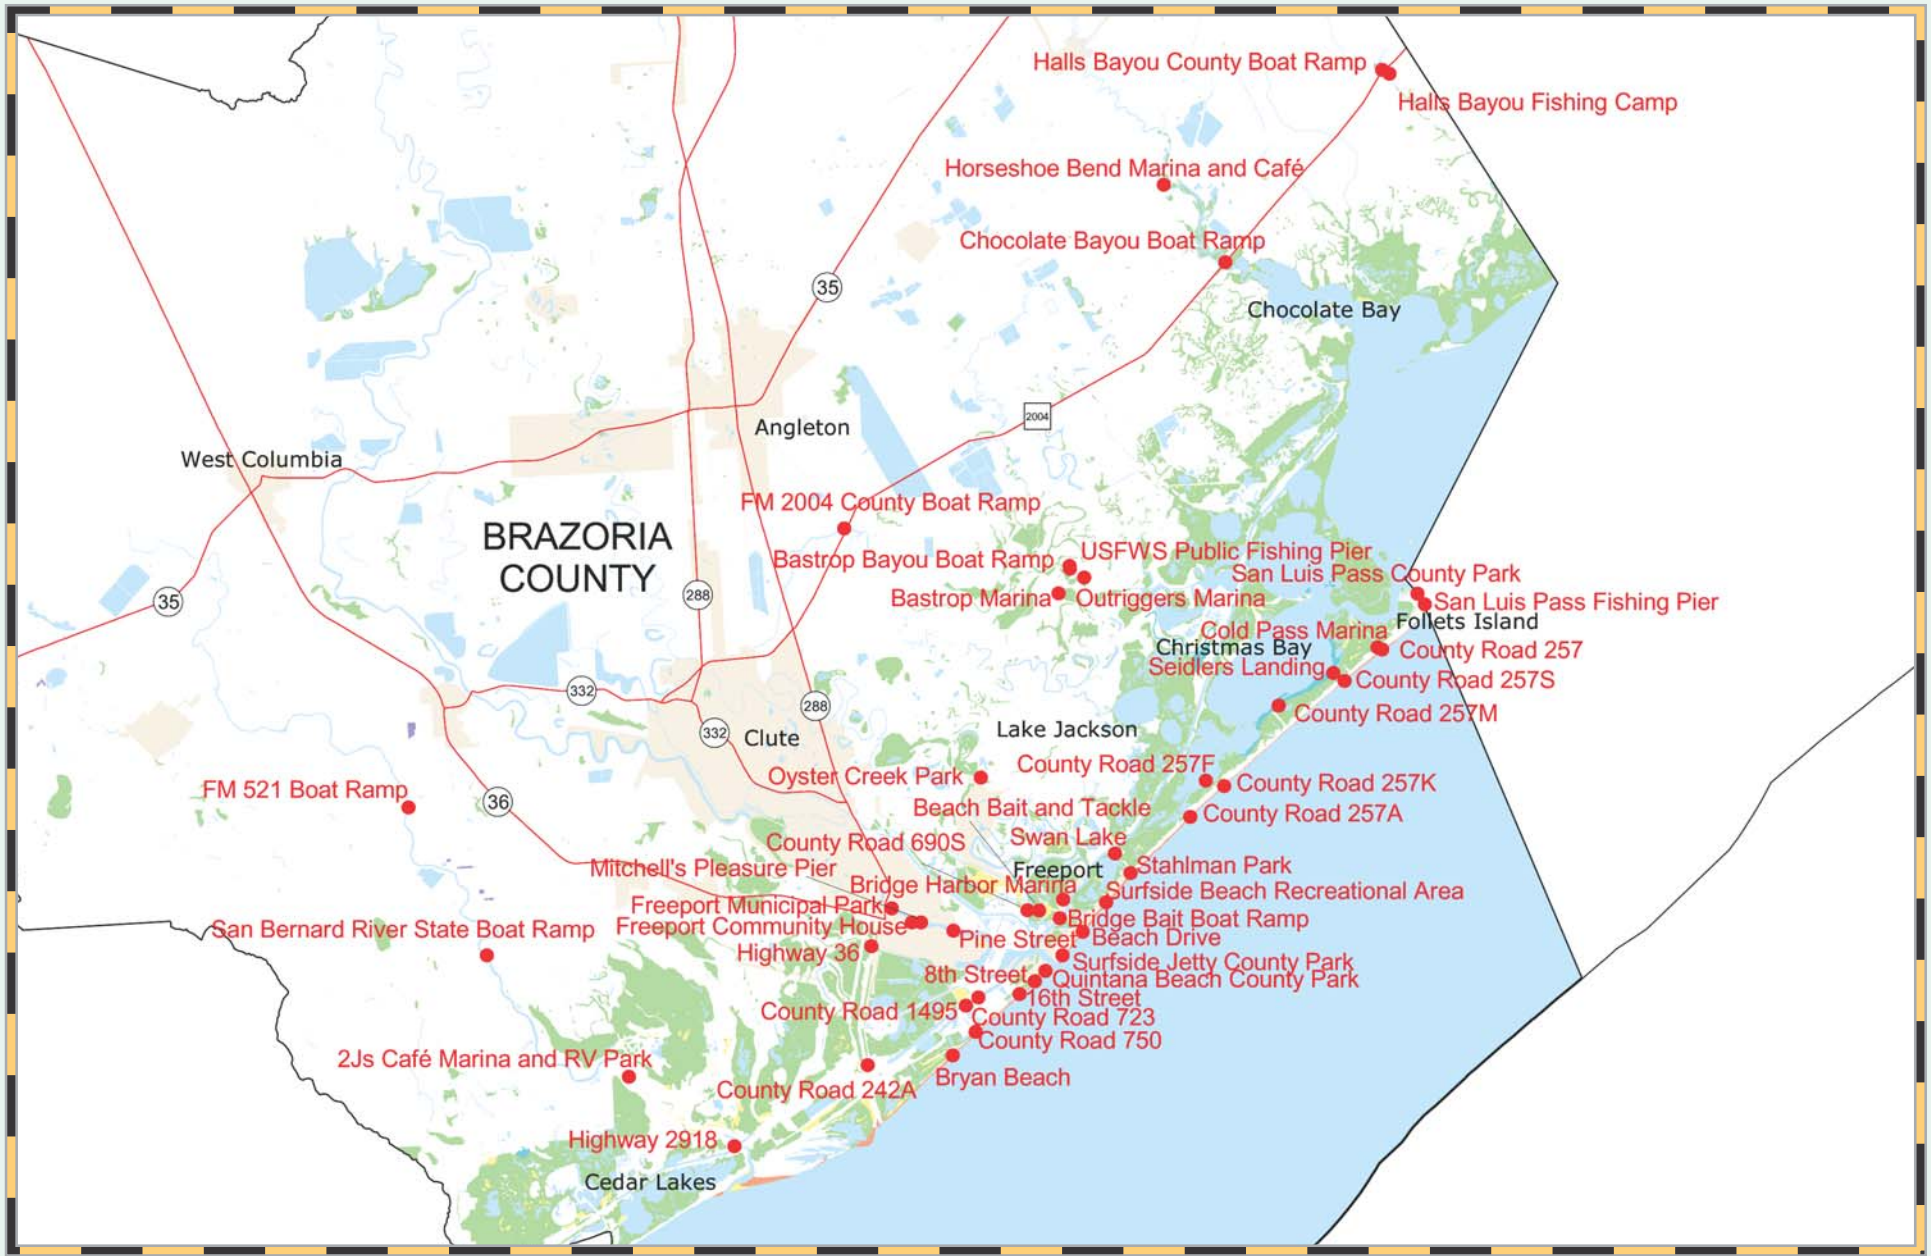 Halls Bayou County Boat Ramp
Halls Bayou Fishing Camp
Horseshoe Bend Marina and Café
Chocolate Bayou Boat Ramp
35
Chocolate Bay
2004
Angleton
West Columbia
FM 2004 County Boat Ramp
BRAZORIA
COUNTY
USFWS Public Fishing Pier
Bastrop Bayou Boat Ramp
San Luis Pass County Park
288
35
Bastrop Marina
Outriggers Marina
San Luis Pass Fishing Pier
Follets Island
Cold Pass Marina
Christmas Bay
County Road 257
Seidlers Landing
County Road 257S
332
288
County Road 257M
332
Clute
Lake Jackson
County Road 257F
Oyster Creek Park
County Road 257K
FM 521 Boat Ramp
36
Beach Bait and Tackle
County Road 257A
Swan Lake
County Road 690S
Stahlman Park
Mitchell's Pleasure Pier
Freeport
Bridge Harbor Marina
Surfside Beach Recreational Area
Freeport Municipal Park
Bridge Bait Boat Ramp
Freeport Community House
San Bernard River State Boat Ramp
Pine Street
Beach Drive
Highway 36
Surfside Jetty County Park
8th Street
Quintana Beach County Park
16th Street
County Road 1495
County Road 723
County Road 750
2Js Café Marina and RV Park
Bryan Beach
County Road 242A
Highway 2918
Cedar Lakes